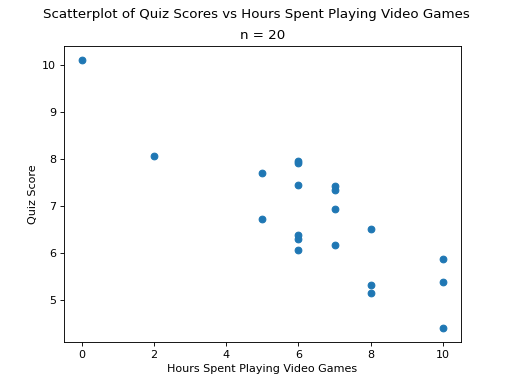 Scatterplot of Quiz Scores vs Hours Spent Playing Video Games
n = 20
10
9
8
7
6
5
Quiz Score
0 2 4 6 8 10
Hours Spent Playing Video Games